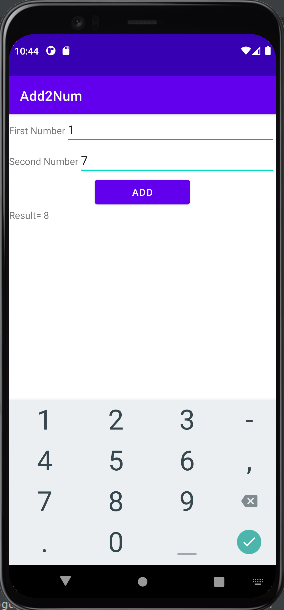 10:44
Add2Num
First Number 1
Second Number 7
ADD
Result= 8
1 2 3 -
4 5 6 ,
7 8 9
. 0 _